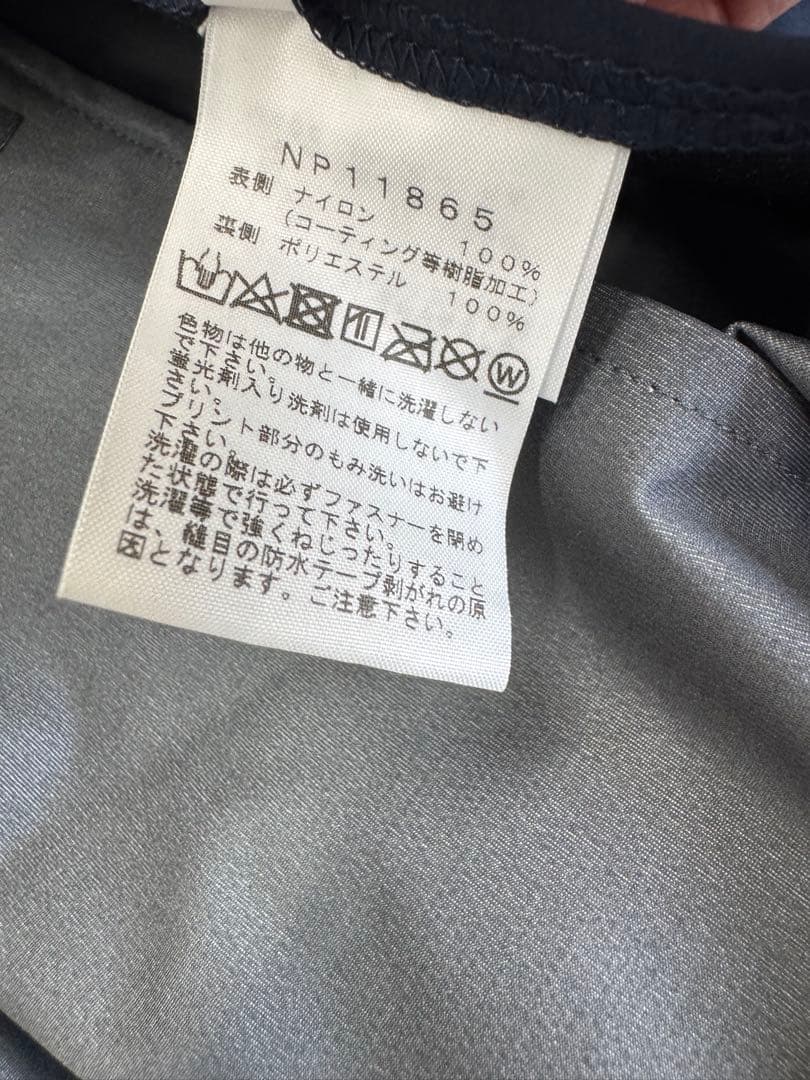 NP11865
表側 ナイロン 100%
(コーティング等樹脂加工)
裏側 ポリエステル 100%
W
色物は他の物と一緒に洗濯しない
で下さい。
蛍光剤入り洗剤は使用しないで下
さい。
プリント部分のもみ洗いはお避け
下さい。
洗濯の際は必ずファスナーを閉め
た状態で行って下さい。
洗濯等で強くねじったりすること
は、縫目の防水テープ剥がれの原
因となります。ご注意下さい。